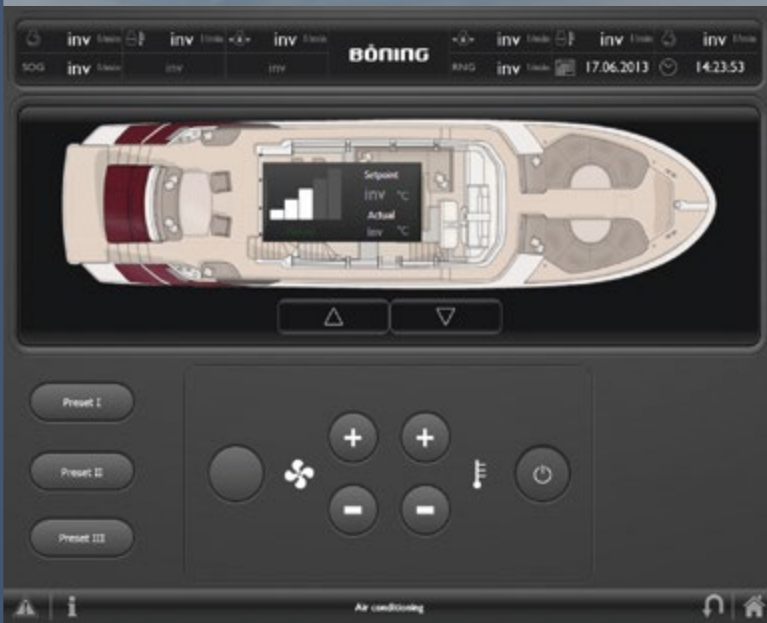 inv inv inv BÖNING inv inv inv
SOG inv inv inv RNG inv 17.06.2013 14:23:53
Setpoint
inv °C
Actual
inv °C
Preset I
Preset II
Preset III
Air conditioning